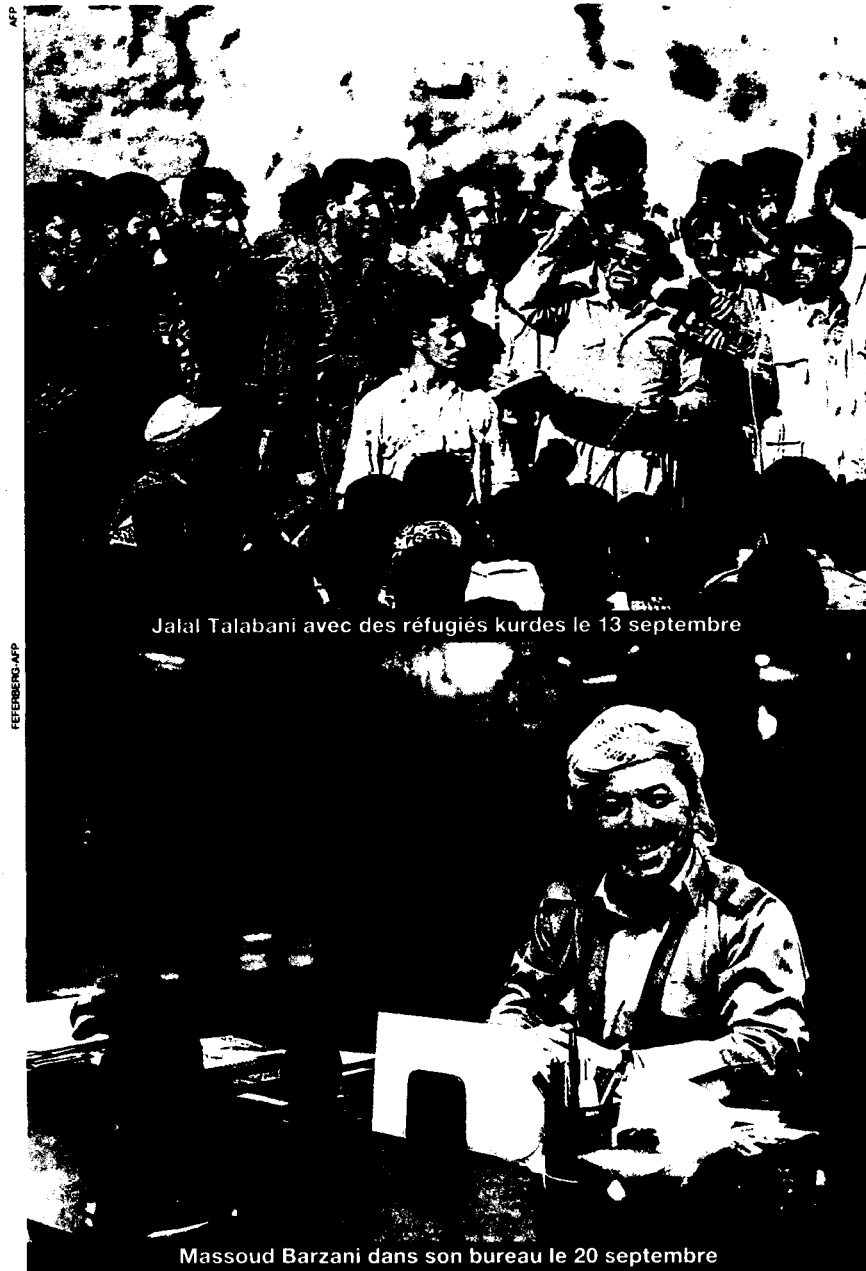 AFP
Jalal Talabani avec des réfugiés kurdes le 13 septembre
FEFERBERG-AFP
Massoud Barzani dans son bureau le 20 septembre